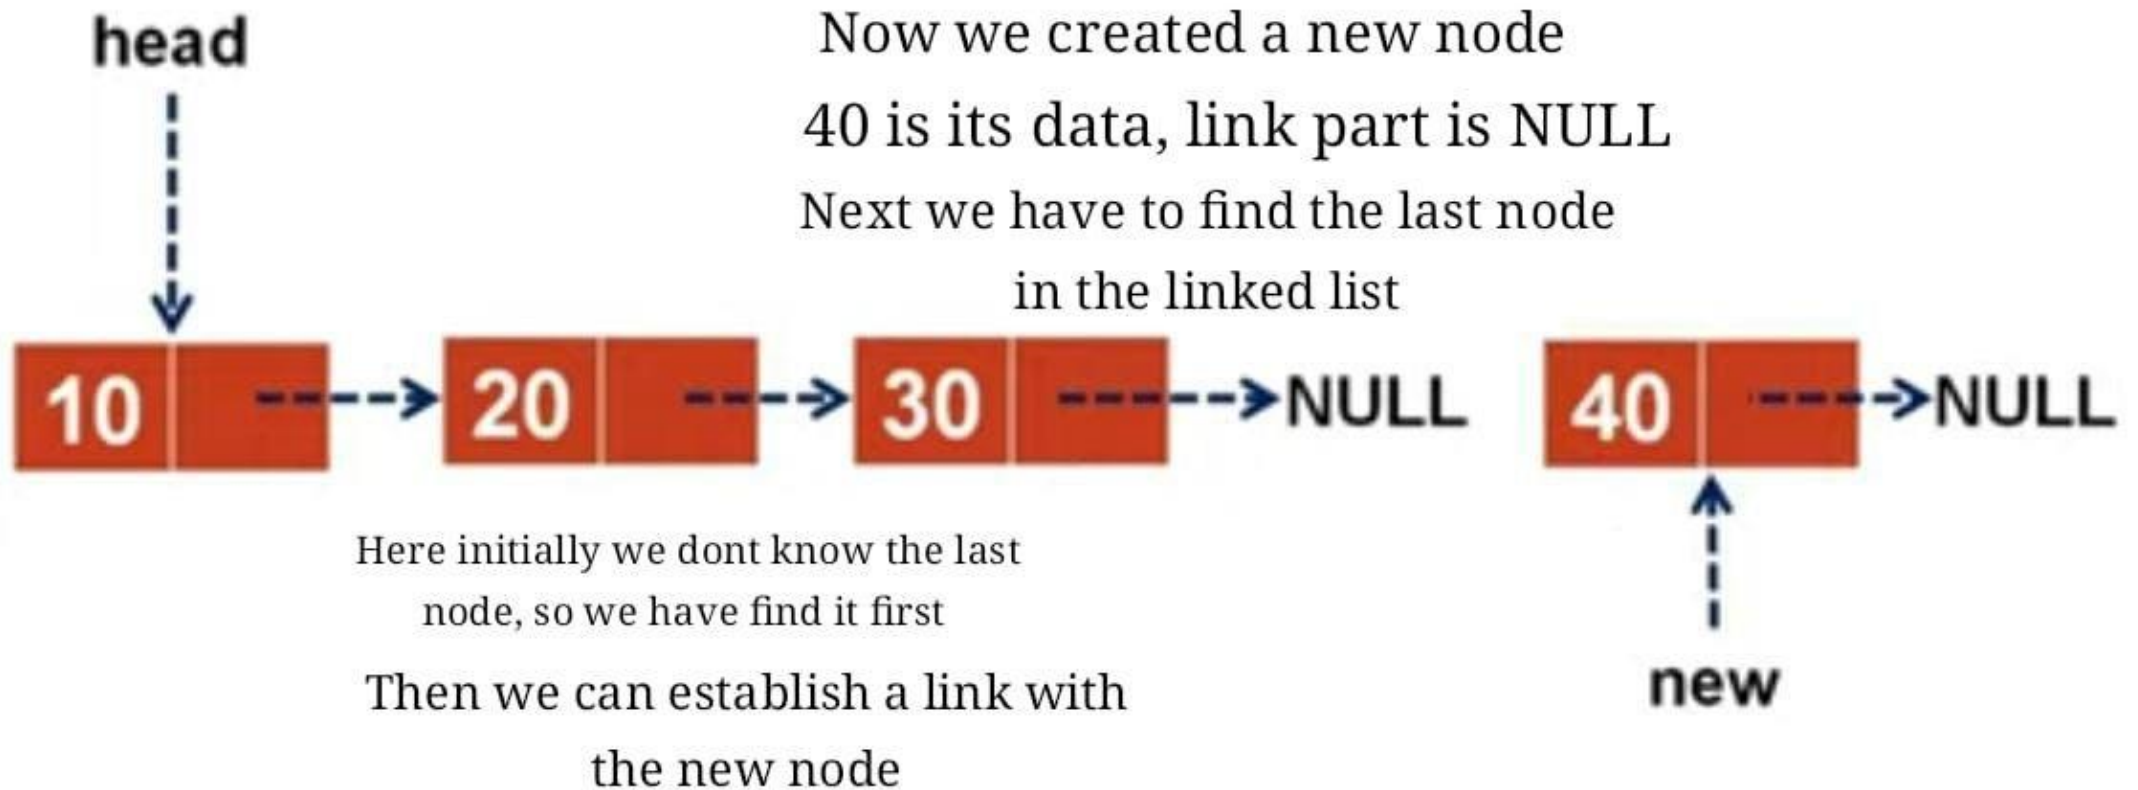 head
Now we created a new node
40 is its data, link part is NULL
Next we have to find the last node
in the linked list
10 20 30 NULL 40 NULL
Here initially we dont know the last
node, so we have find it first
Then we can establish a link with
the new node
new